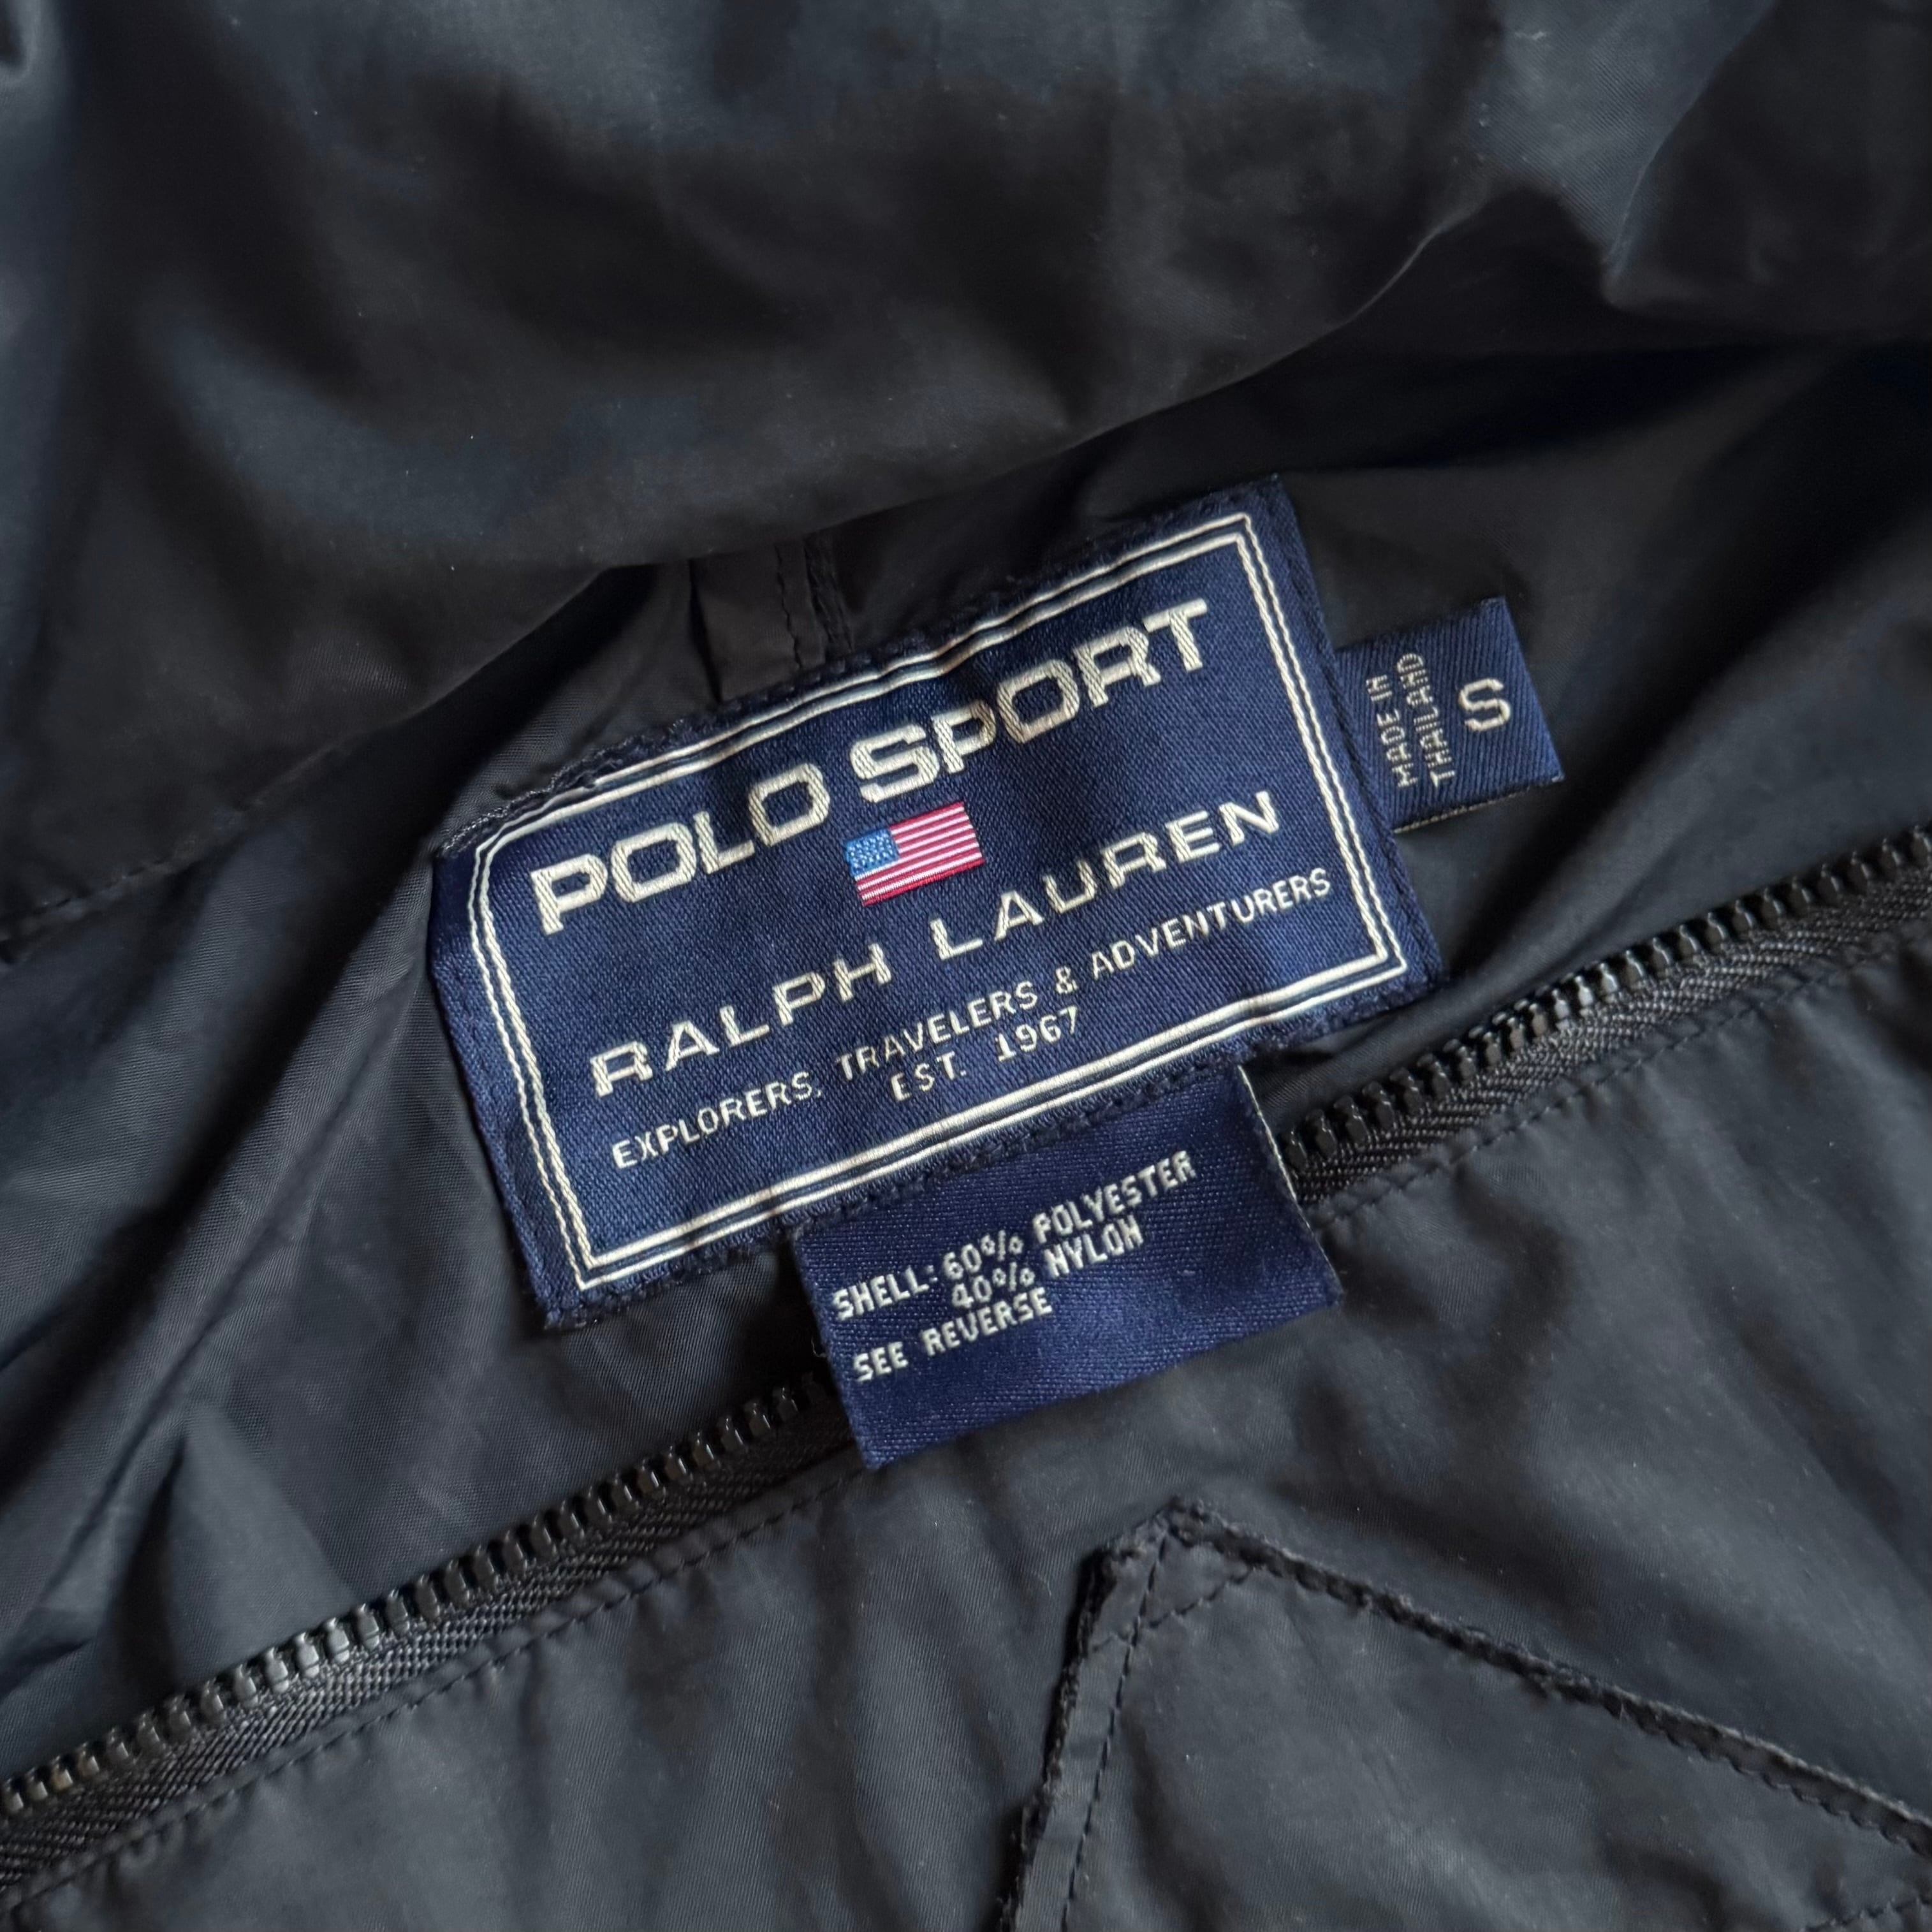 POLO SPORT
RALPH LAUREN
EXPLORERS, TRAVELERS & ADVENTURERS
EST. 1967
MADE IN
THAILAND
S
SHELL: 60% POLYESTER
40% NYLON
SEE REVERSE